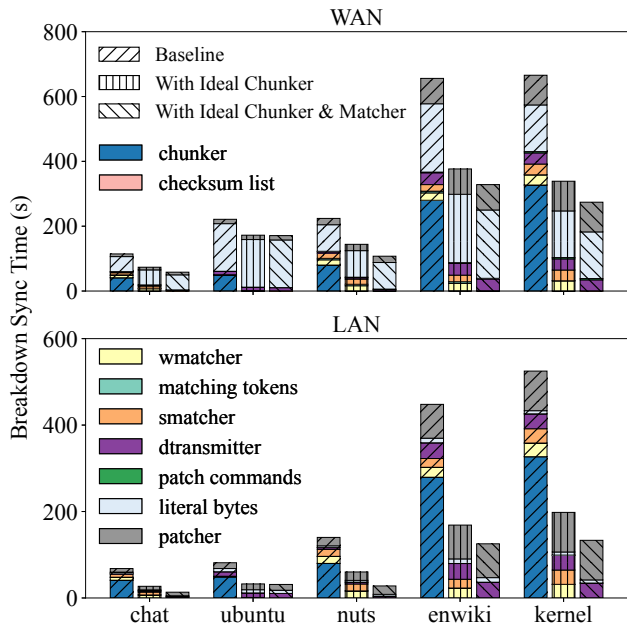 WAN
Breakdown Sync Time (s)
800
600
400
200
0
Baseline
With Ideal Chunker
With Ideal Chunker & Matcher
chunker
checksum list
LAN
600
400
200
0
wmatcher
matching tokens
smatcher
dtransmitter
patch commands
literal bytes
patcher
chat ubuntu nuts enwiki kernel